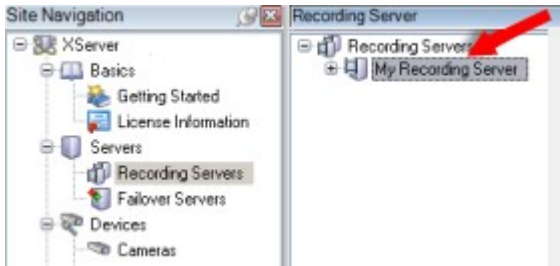 Site Navigation
XServer
Basics
Getting Started
License Information
Servers
Recording Servers
Failover Servers
Devices
Cameras
Recording Server
Recording Servers
My Recording Server